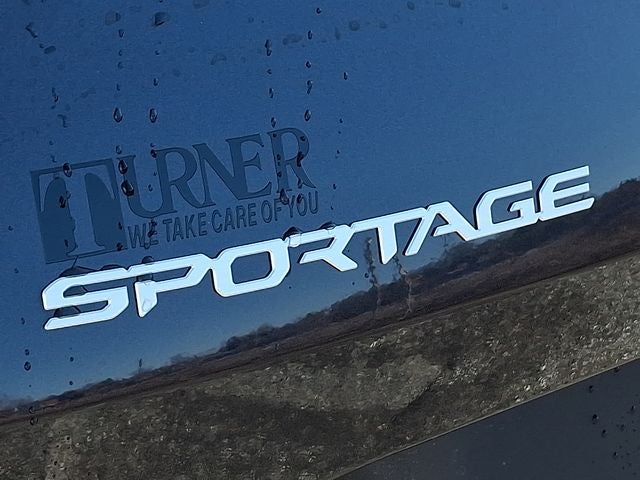 TURNER
WE TAKE CARE OF YOU
SPORTAGE